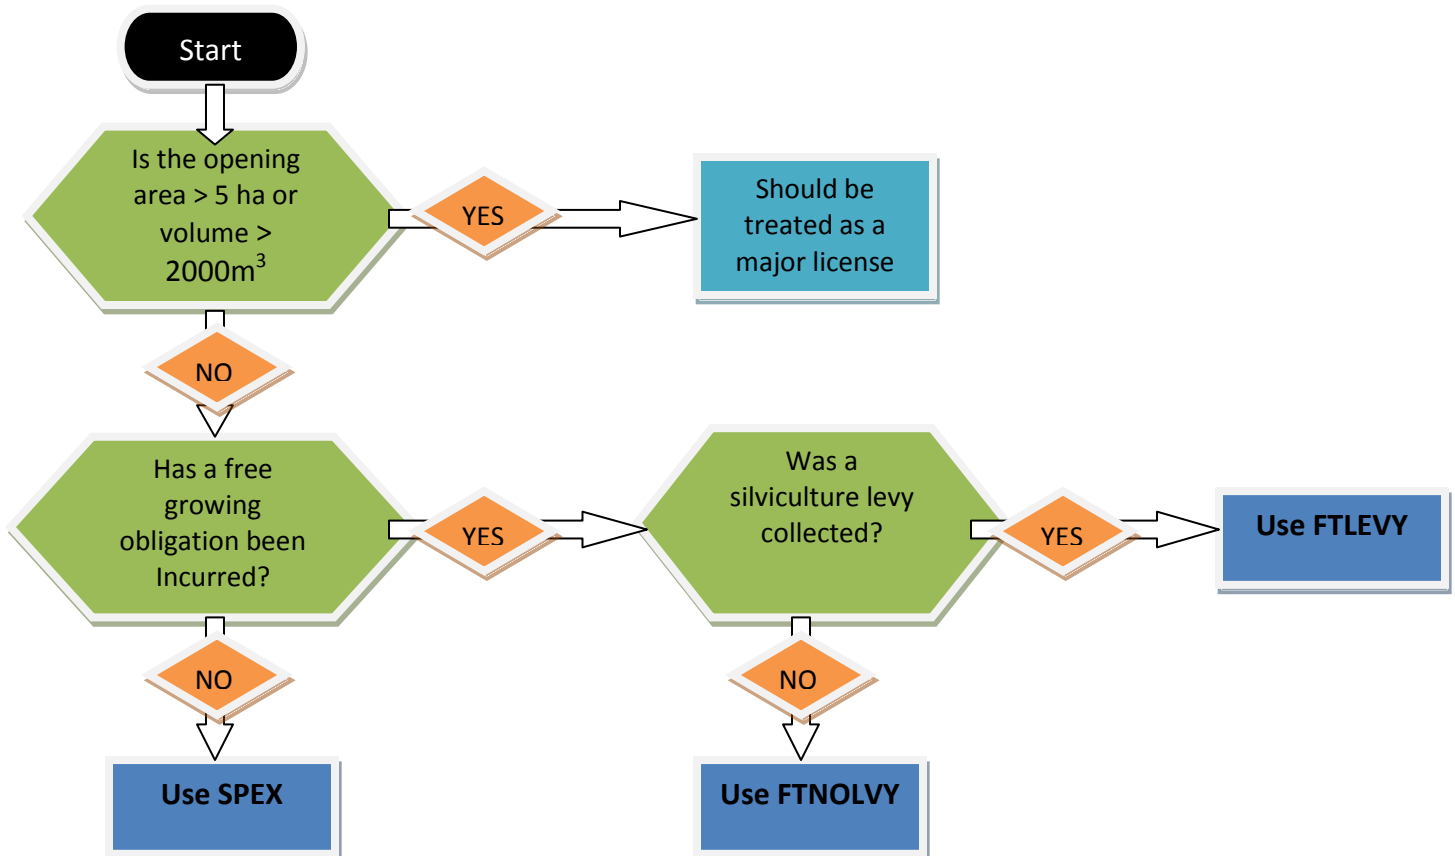 Start
Is the opening
area > 5 ha or
volume >
2000m³
YES
Should be
treated as a
major license
NO
Has a free
growing
obligation been
Incurred?
YES
Was a
silviculture levy
collected?
YES
Use FTLEVY
NO
NO
Use SPEX
Use FTNOLVY